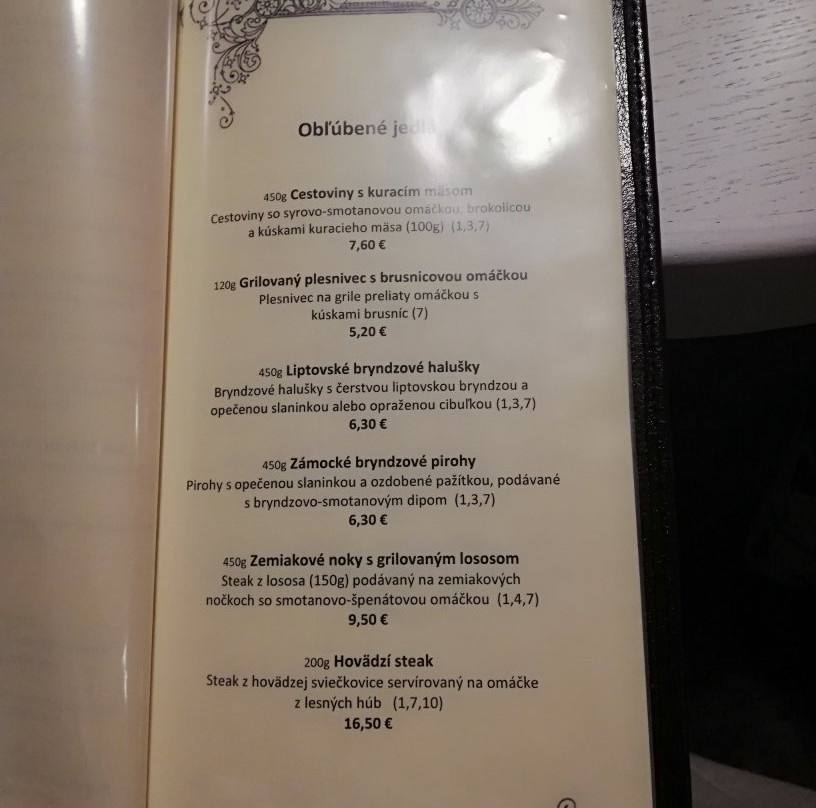 Obľúbené jedlá
450g Cestoviny s kuracím mäsom
Cestoviny so syrovo-smotanovou omáčkou, brokolicou
a kúskami kuracieho mäsa (100g) (1,3,7)
7,60 €
120g Grilovaný plesnivec s brusnicovou omáčkou
Plesnivec na grile preliaty omáčkou s
kúskami brusníc (7)
5,20 €
450g Liptovské bryndzové halušky
Bryndzové halušky s čerstvou liptovskou bryndzou a
opečenou slaninkou alebo opraženou cibuľkou (1,3,7)
6,30 €
450g Zámocké bryndzové pirohy
Pirohy s opečenou slaninkou a ozdobené pažítkou, podávané
s bryndzovo-smotanovým dipom (1,3,7)
6,30 €
450g Zemiakové noky s grilovaným lososom
Steak z lososa (150g) podávaný na zemiakových
nočkoch so smotanovo-špenátovou omáčkou (1,4,7)
9,50 €
200g Hovädzí steak
Steak z hovädzej sviečkovice servírovaný na omáčke
z lesných húb (1,7,10)
16,50 €